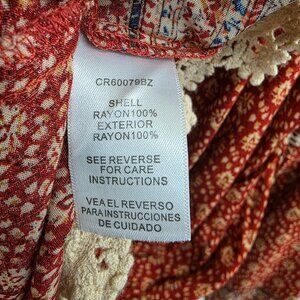 CR60079BZ
SHELL
RAYON100%
EXTERIOR
RAYON100%
SEE REVERSE
FOR CARE
INSTRUCTIONS
VEA EL REVERSO
PARA INSTRUCCIONES
DE CUIDADO